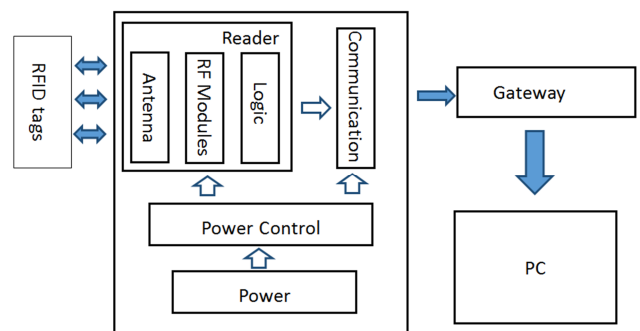 RFID tags
Reader
Antenna
RF Modules
Logic
Communication
Power Control
Power
Gateway
PC